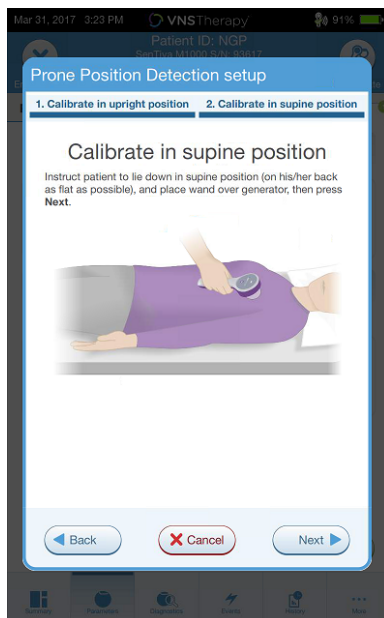 Mar 31, 2017 3:23 PM VNSTherapy 91%
Patient ID: NGP
SenTiva M1000 S/N: 93617
Prone Position Detection setup
1. Calibrate in upright position 2. Calibrate in supine position
Calibrate in supine position
Instruct patient to lie down in supine position (on his/her back
as flat as possible), and place wand over generator, then press
Next.
Back Cancel Next
Summary Parameters Diagnostics Events History More